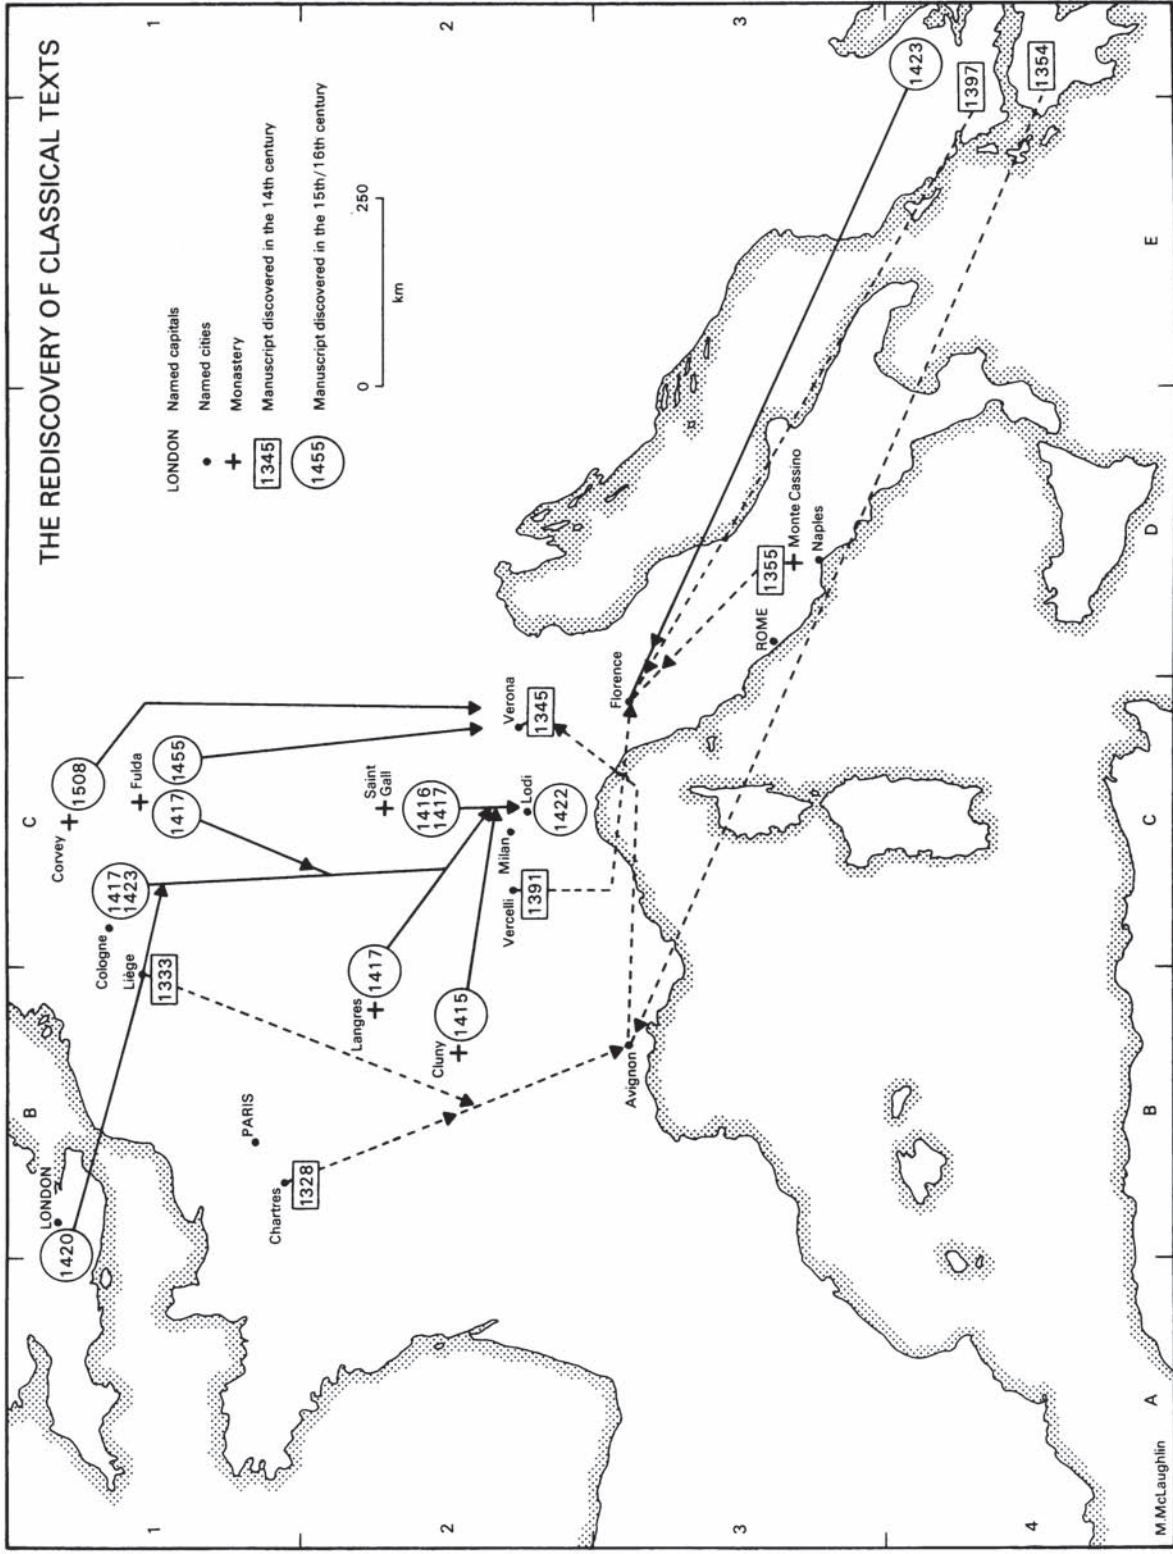 THE REDISCOVERY OF CLASSICAL TEXTS
LONDON Named capitals
Named cities
Monastery
1345 Manuscript discovered in the 14th century
1455 Manuscript discovered in the 15th/16th century
0 250
km
A
B
C
D
E
1
2
3
4
1
2
3
LONDON
1420
Corvey
1508
Cologne
1417
1423
Fulda
1417
1455
Liège
1333
PARIS
Chartres
1328
Langres
1417
Saint
Gall
1416
1417
Cluny
1415
Verona
1345
Milan
Lodi
1422
Vercelli
1391
Avignon
Florence
ROME
1355
Monte Cassino
Naples
1423
1397
1354
A
B
C
D
E
M.McLaughlin